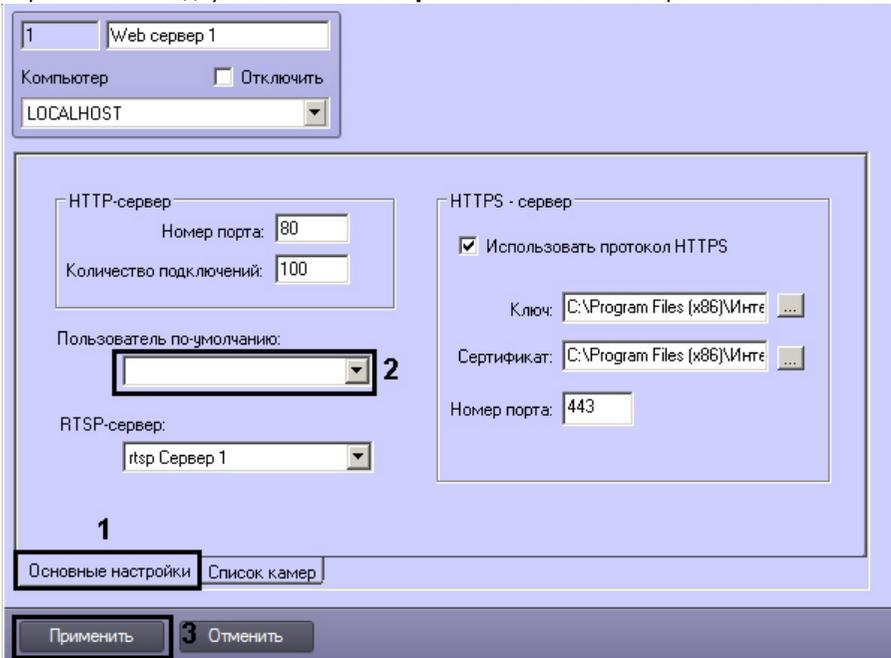 1 Web сервер 1
Компьютер Отключить
LOCALHOST
HTTP-сервер
Номер порта: 80
Количество подключений: 100
Пользователь по-умолчанию:
2
RTSP-сервер:
rtsp Сервер 1
HTTPS - сервер
Использовать протокол HTTPS
Ключ: C:\Program Files (x86)\Инте ...
Сертификат: C:\Program Files (x86)\Инте ...
Номер порта: 443
1
Основные настройки Список камер
Применить 3 Отменить